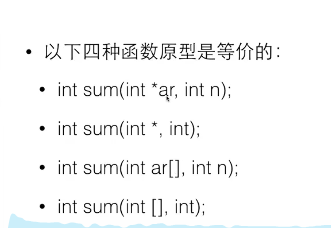 • 以下四种函数原型是等价的：
• int sum(int *ar, int n);
• int sum(int *, int);
• int sum(int ar[], int n);
• int sum(int [], int);